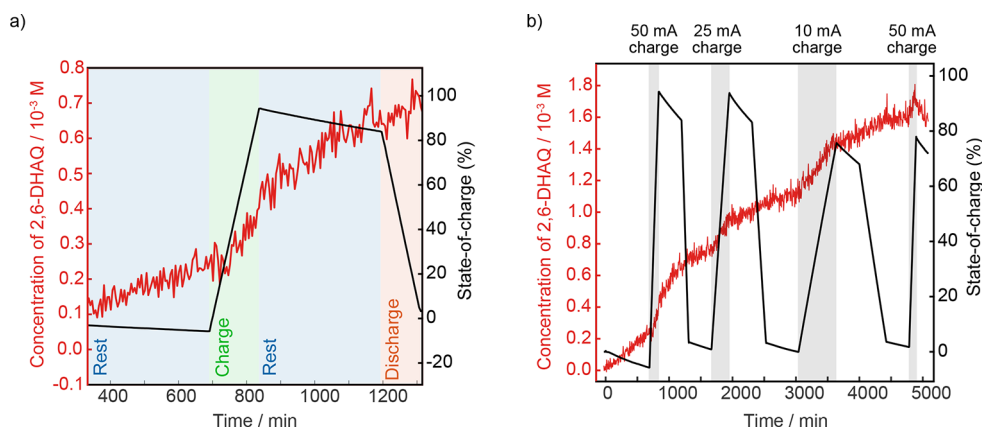 a)
Concentration of 2,6-DHAQ / 10⁻³ M
0.8
0.7
0.6
0.5
0.4
0.3
0.2
0.1
0.0
-0.1
Rest
Charge
Rest
Discharge
100
80
60
40
20
0
-20
State-of-charge (%)
400 600 800 1000 1200
Time / min
b)
50 mA charge
25 mA charge
10 mA charge
50 mA charge
Concentration of 2,6-DHAQ / 10⁻³ M
1.8
1.6
1.4
1.2
1.0
0.8
0.6
0.4
0.2
0.0
100
80
60
40
20
0
State-of-charge (%)
0 1000 2000 3000 4000 5000
Time / min